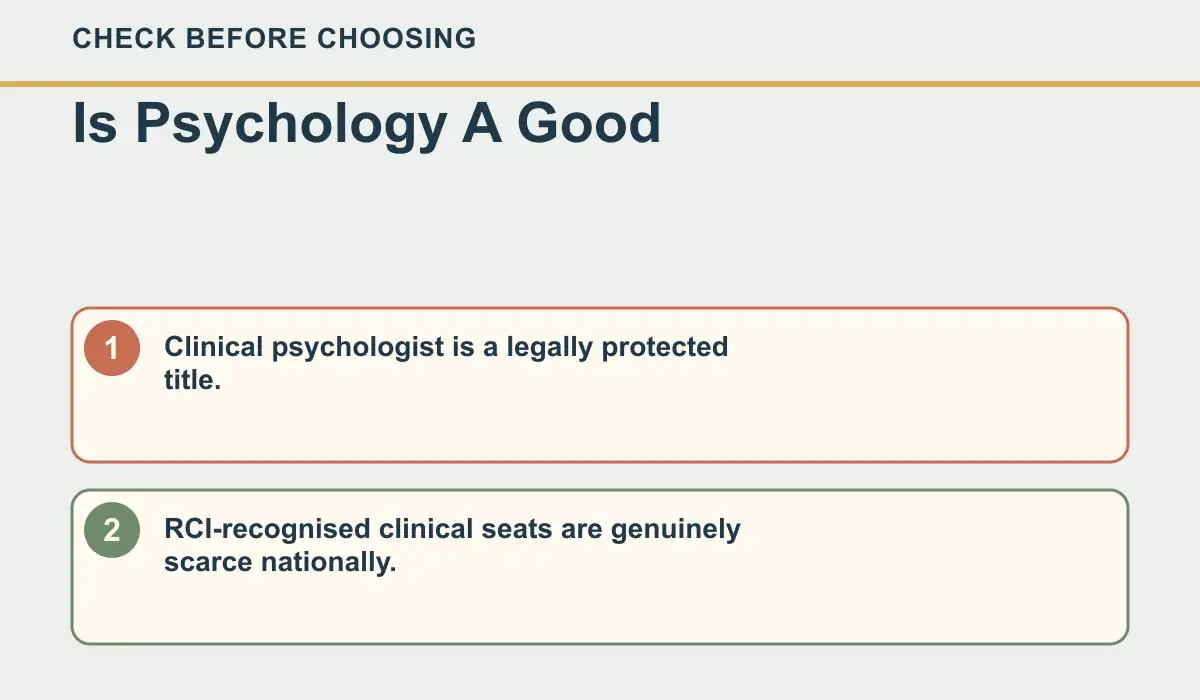 CHECK BEFORE CHOOSING
Is Psychology A Good
1
Clinical psychologist is a legally protected
title.
2
RCI-recognised clinical seats are genuinely
scarce nationally.